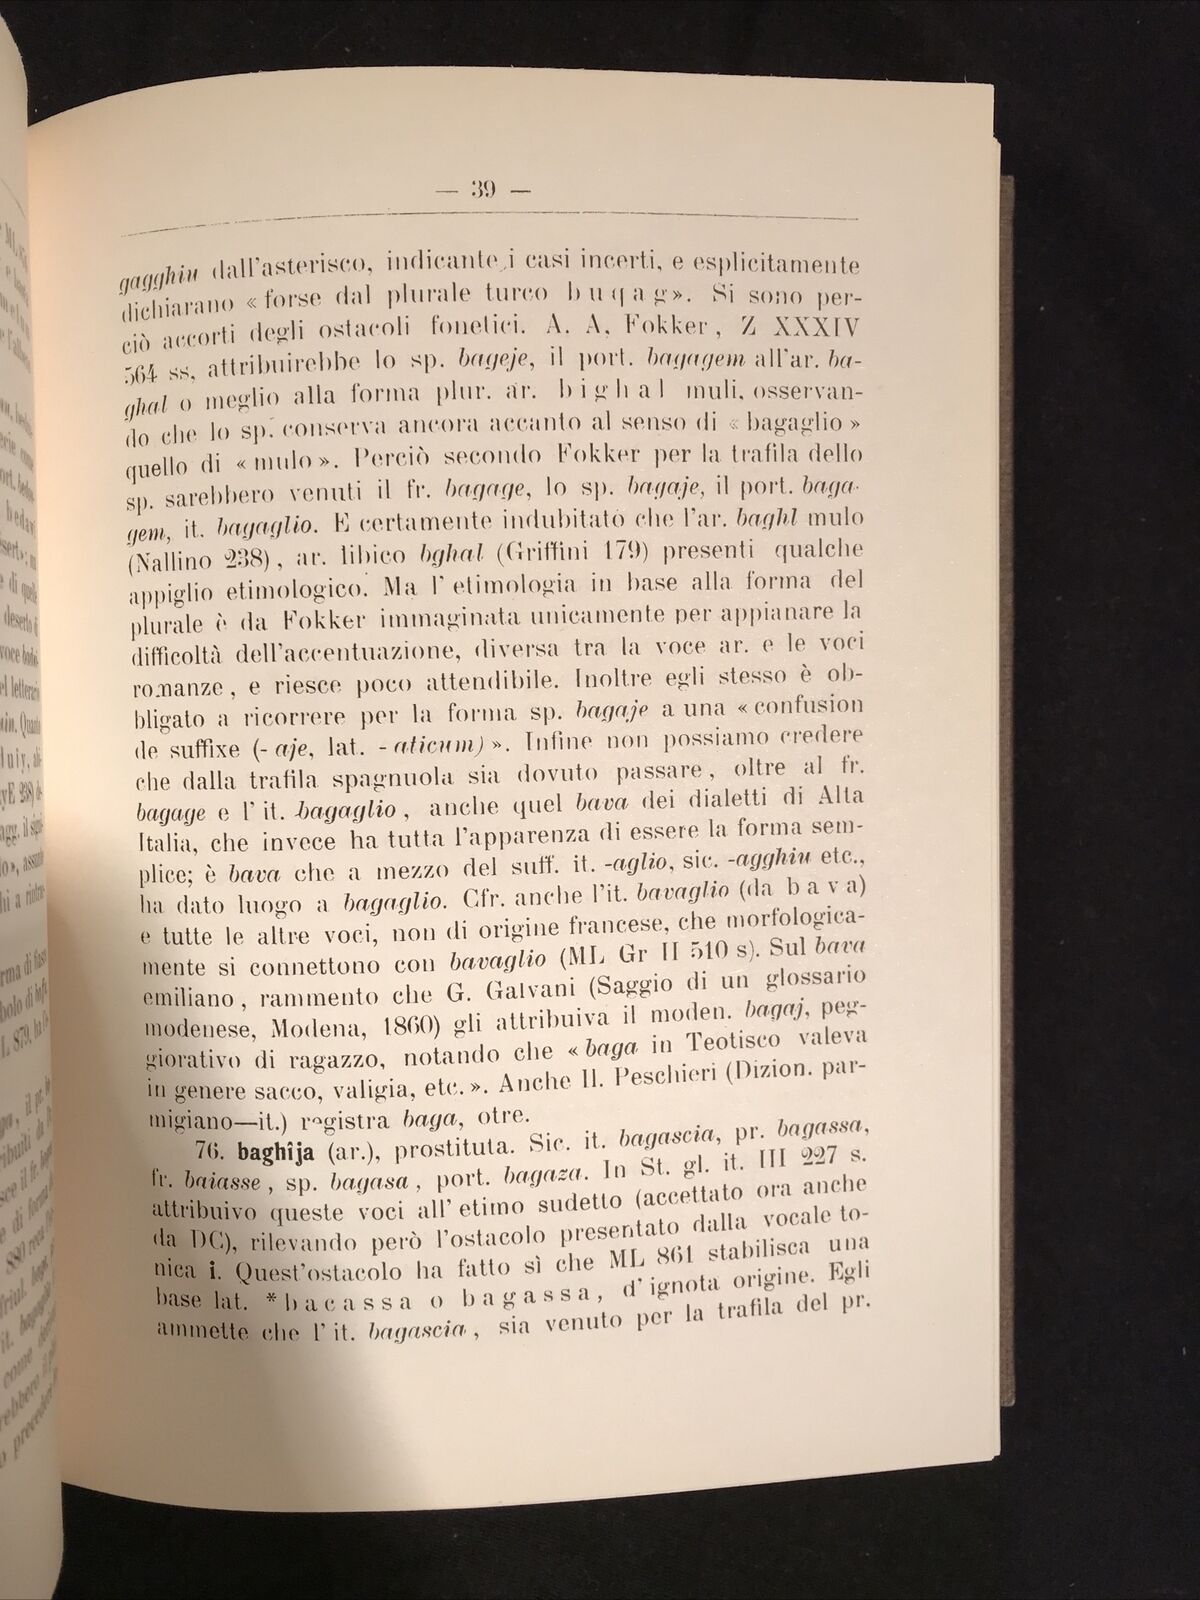 — 39 —
gagghiu dall'asterisco, indicante i casi incerti, e esplicitamente
dichiarano « forse dal plurale turco buqag». Si sono per-
ciò accorti degli ostacoli fonetici. A. A. Fokker, Z XXXIV
564 ss, attribuirebbe lo sp. bageje, il port. bagagem all'ar. ba-
ghal o meglio alla forma plur. ar. bighal muli, osservan-
do che lo sp. conserva ancora accanto al senso di « bagaglio »
quello di « mulo ». Perciò secondo Fokker per la trafila dello
sp. sarebbero venuti il fr. bagage, lo sp. bagaje, il port. baga-
gem, it. bagaglio. E certamente indubitato che l'ar. baghl mulo
(Nallino 238), ar. libico bghal (Griffini 179) presenti qualche
appiglio etimologico. Ma l' etimologia in base alla forma del
plurale è da Fokker immaginata unicamente per appianare la
difficoltà dell'accentuazione, diversa tra la voce ar. e le voci
romanze, e riesce poco attendibile. Inoltre egli stesso è ob-
bligato a ricorrere per la forma sp. bagaje a una « confusion
de suffixe (- aje, lat. - aticum) ». Infine non possiamo credere
che dalla trafila spagnuola sia dovuto passare, oltre al fr.
bagage e l' it. bagaglio, anche quel bava dei dialetti di Alta
Italia, che invece ha tutta l'apparenza di essere la forma sem-
plice; è bava che a mezzo del suff. it. -aglio, sic. -agghiu etc.,
ha dato luogo a bagaglio. Cfr. anche l'it. bavaglio (da bava)
e tutte le altre voci, non di origine francese, che morfologica-
mente si connettono con bavaglio (ML Gr II 510 s). Sul bava
emiliano, rammento che G. Galvani (Saggio di un glossario
modenese, Modena, 1860) gli attribuiva il moden. bagaj, peg-
giorativo di ragazzo, notando che « baga in Teotisco valeva
in genere sacco, valigia, etc. ». Anche Il. Peschieri (Dizion. par-
migiano—it.) registra baga, otre.
76. baghîja (ar.), prostituta. Sic. it. bagascia, pr. bagassa,
fr. baiasse, sp. bagasa, port. bagaza. In St. gl. it. III 227 s.
attribuivo queste voci all' etimo sudetto (accettato ora anche
da DC), rilevando però l'ostacolo presentato dalla vocale to-
nica i. Quest'ostacolo ha fatto sì che ML 861 stabilisca una
base lat. *bacassa o bagassa, d' ignota origine. Egli
ammette che l' it. bagascia, sia venuto per la trafila del pr.